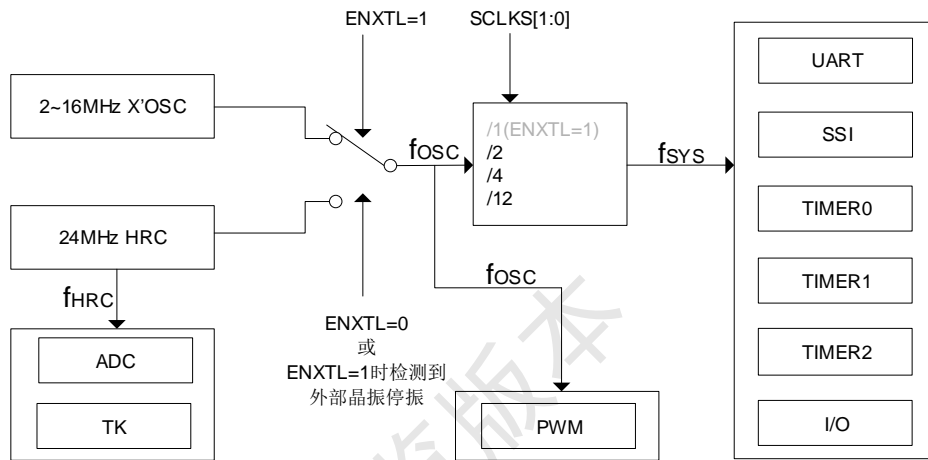 ENXTL=1
SCLKS[1:0]
2~16MHz X'OSC
/1(ENXTL=1)
/2
/4
/12
fOSC
fSYS
24MHz HRC
fHRC
fOSC
ADC
TK
ENXTL=0
或
ENXTL=1时检测到
外部晶振停振
PWM
UART
SSI
TIMER0
TIMER1
TIMER2
I/O
版本